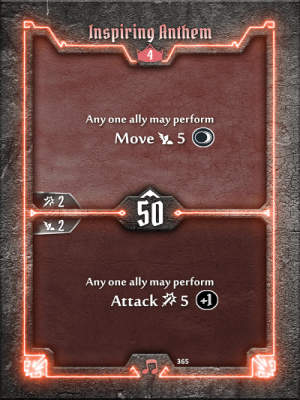 Inspiring Anthem
4
Any one ally may perform
Move 5
2
50
2
Any one ally may perform
Attack 5 +1
365